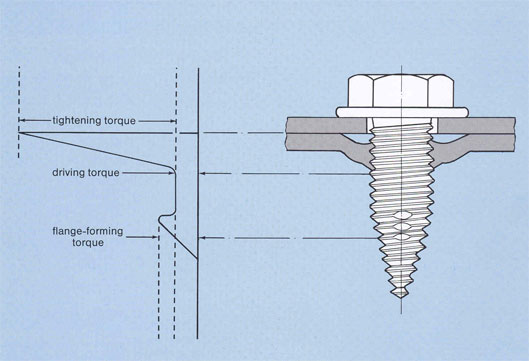 tightening torque
driving torque
flange-forming
torque